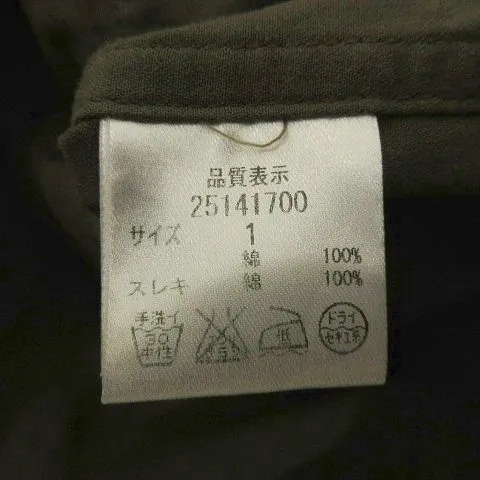 品質表示
25141700
サイズ 1
綿 100%
スレキ 綿 100%
手洗イ
30
中性
低
ドライ
セキユ系